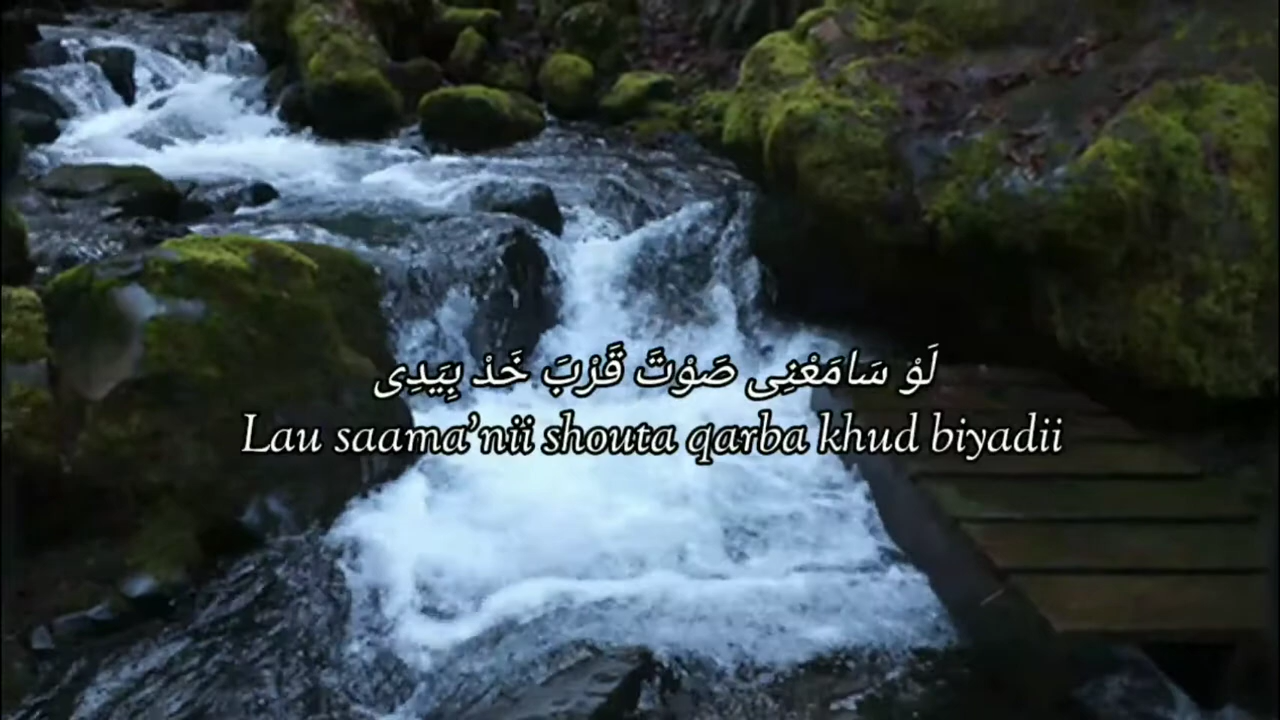 لَوْ سَامَعْنِى صَوْتَّ قَّرْبَ خَدْ بِيَدِى
Lau saama’nii shouta qarba khud biyadii